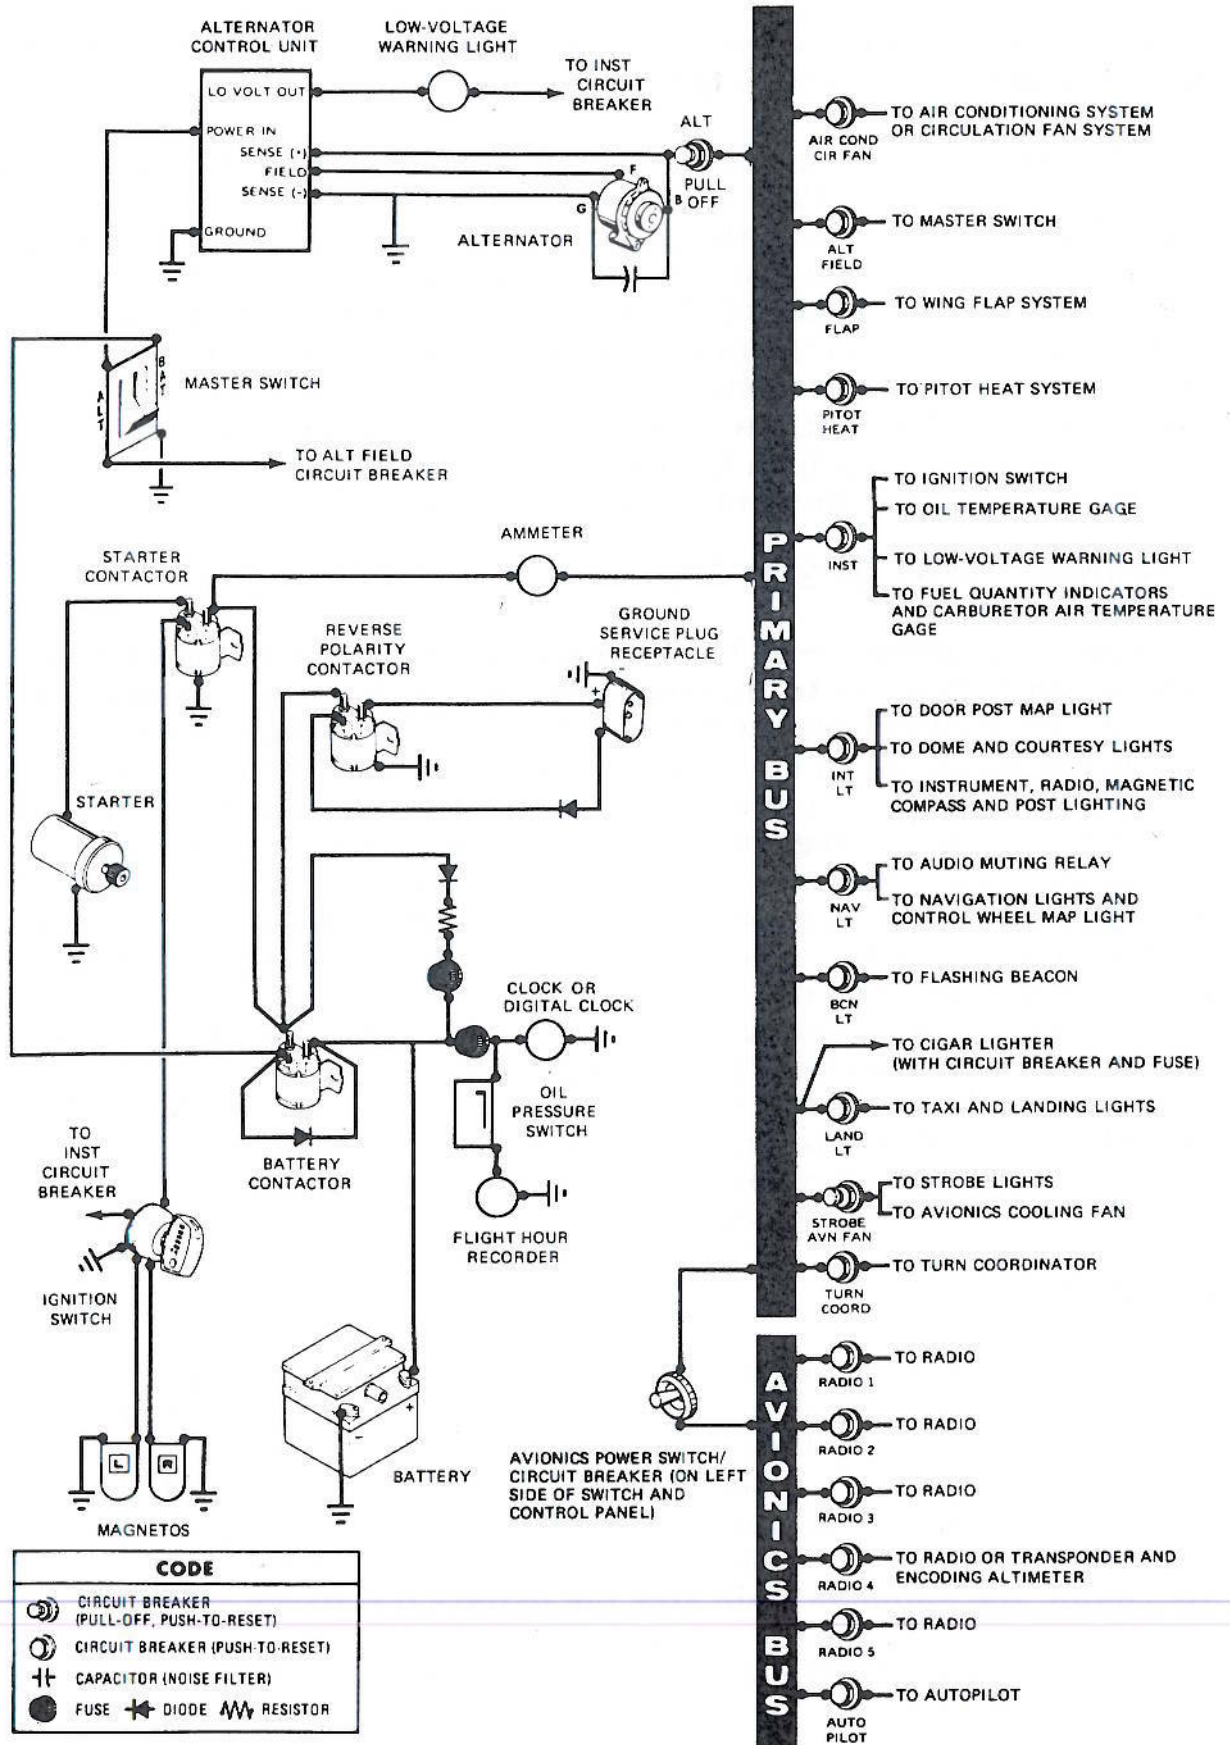 ALTERNATOR
CONTROL UNIT
LOW-VOLTAGE
WARNING LIGHT
TO INST
CIRCUIT
BREAKER
LO VOLT OUT
POWER IN
SENSE (+)
FIELD
SENSE (-)
GROUND
ALT
PULL
OFF
F
G
B
ALTERNATOR
BAT
ALT
MASTER SWITCH
TO ALT FIELD
CIRCUIT BREAKER
AMMETER
STARTER
CONTACTOR
REVERSE
POLARITY
CONTACTOR
GROUND
SERVICE PLUG
RECEPTACLE
-
+
STARTER
CLOCK OR
DIGITAL CLOCK
OIL
PRESSURE
SWITCH
BATTERY
CONTACTOR
FLIGHT HOUR
RECORDER
TO
INST
CIRCUIT
BREAKER
IGNITION
SWITCH
L
R
MAGNETOS
+
-
BATTERY
AVIONICS POWER SWITCH/
CIRCUIT BREAKER (ON LEFT
SIDE OF SWITCH AND
CONTROL PANEL)
PRIMARY BUS
AIR COND
CIR FAN
TO AIR CONDITIONING SYSTEM
OR CIRCULATION FAN SYSTEM
ALT
FIELD
TO MASTER SWITCH
FLAP
TO WING FLAP SYSTEM
PITOT
HEAT
TO PITOT HEAT SYSTEM
INST
TO IGNITION SWITCH
TO OIL TEMPERATURE GAGE
TO LOW-VOLTAGE WARNING LIGHT
TO FUEL QUANTITY INDICATORS
AND CARBURETOR AIR TEMPERATURE
GAGE
INT
LT
TO DOOR POST MAP LIGHT
TO DOME AND COURTESY LIGHTS
TO INSTRUMENT, RADIO, MAGNETIC
COMPASS AND POST LIGHTING
NAV
LT
TO AUDIO MUTING RELAY
TO NAVIGATION LIGHTS AND
CONTROL WHEEL MAP LIGHT
BCN
LT
TO FLASHING BEACON
TO CIGAR LIGHTER
(WITH CIRCUIT BREAKER AND FUSE)
LAND
LT
TO TAXI AND LANDING LIGHTS
STROBE
AVN FAN
TO STROBE LIGHTS
TO AVIONICS COOLING FAN
TURN
COORD
TO TURN COORDINATOR
AVIONICS BUS
RADIO 1
TO RADIO
RADIO 2
TO RADIO
RADIO 3
TO RADIO
RADIO 4
TO RADIO OR TRANSPONDER AND
ENCODING ALTIMETER
RADIO 5
TO RADIO
AUTO
PILOT
TO AUTOPILOT
CODE
CIRCUIT BREAKER
(PULL-OFF, PUSH-TO-RESET)
CIRCUIT BREAKER (PUSH-TO-RESET)
CAPACITOR (NOISE FILTER)
FUSE DIODE RESISTOR